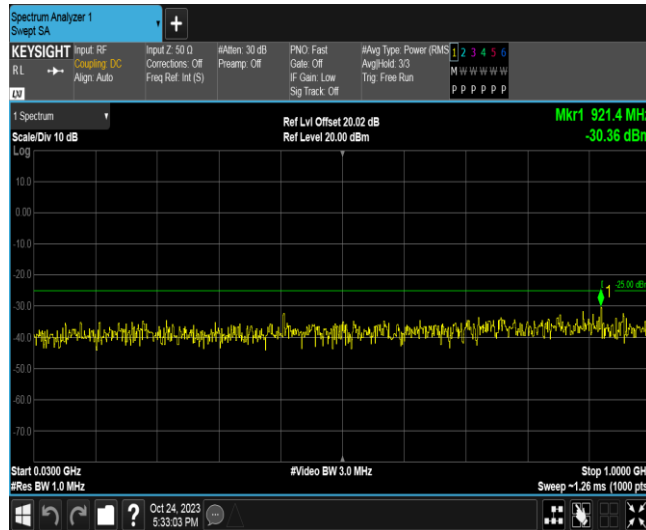 Spectrum Analyzer 1
Swept SA
+
KEYSIGHT
RL
LXI
Input: RF
Coupling: DC
Align: Auto
Input Z: 50 Ω
Corrections: Off
Freq Ref: Int (S)
#Atten: 30 dB
Preamp: Off
PNO: Fast
Gate: Off
IF Gain: Low
Sig Track: Off
#Avg Type: Power (RMS
Avg|Hold: 3/3
Trig: Free Run
1 2 3 4 5 6
M W W W W W
P P P P P P
1 Spectrum
Scale/Div 10 dB
Log
Ref Lvl Offset 20.02 dB
Ref Level 20.00 dBm
Mkr1 921.4 MHz
-30.36 dBm
10.0
0.00
-10.0
-20.0
-25.00 dBm
1
-30.0
-40.0
-50.0
-60.0
-70.0
Start 0.0300 GHz
#Res BW 1.0 MHz
#Video BW 3.0 MHz
Stop 1.0000 GH
Sweep ~1.26 ms (1000 pts
?
Oct 24, 2023
5:33:03 PM